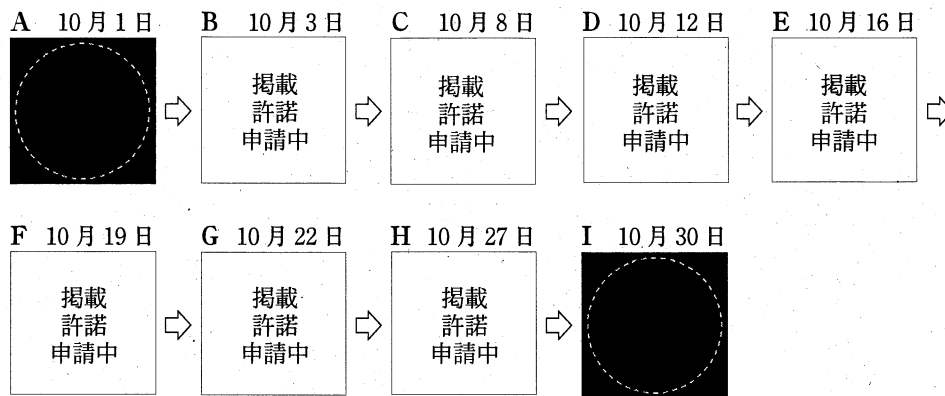 A 10月1日
B 10月3日
C 10月8日
D 10月12日
E 10月16日
掲載
許諾
申請中
掲載
許諾
申請中
掲載
許諾
申請中
掲載
許諾
申請中
F 10月19日
G 10月22日
H 10月27日
I 10月30日
掲載
許諾
申請中
掲載
許諾
申請中
掲載
許諾
申請中